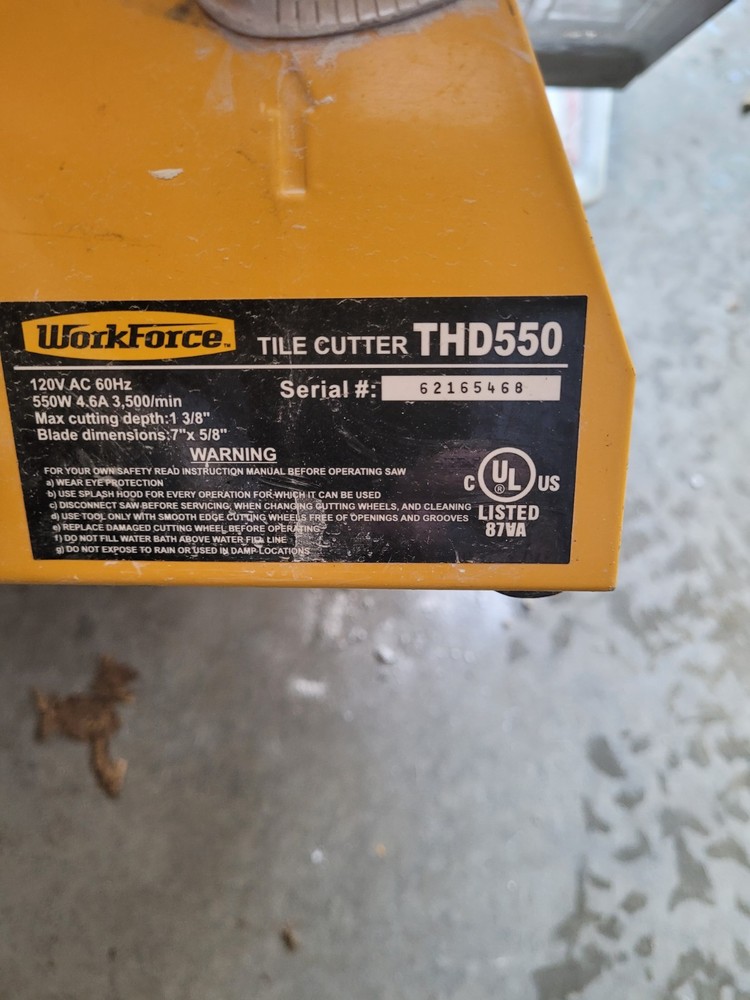 WORKFORCE™ TILE CUTTER THD550
120V AC 60Hz
Serial #: 62165468
550W 4.6A 3,500/min
Max cutting depth:1 3/8"
Blade dimensions:7"x 5/8"
WARNING
FOR YOUR OWN SAFETY READ INSTRUCTION MANUAL BEFORE OPERATING SAW
a) WEAR EYE PROTECTION
b) USE SPLASH HOOD FOR EVERY OPERATION FOR WHICH IT CAN BE USED
c) DISCONNECT SAW BEFORE SERVICING, WHEN CHANGING CUTTING WHEELS, AND CLEANING
d) USE TOOL ONLY WITH SMOOTH EDGE CUTTING WHEELS FREE OF OPENINGS AND GROOVES
e) REPLACE DAMAGED CUTTING WHEEL BEFORE OPERATING
f) DO NOT FILL WATER BATH ABOVE WATER FILL LINE
g) DO NOT EXPOSE TO RAIN OR USED IN DAMP LOCATIONS
C UL ® US
LISTED
87VA